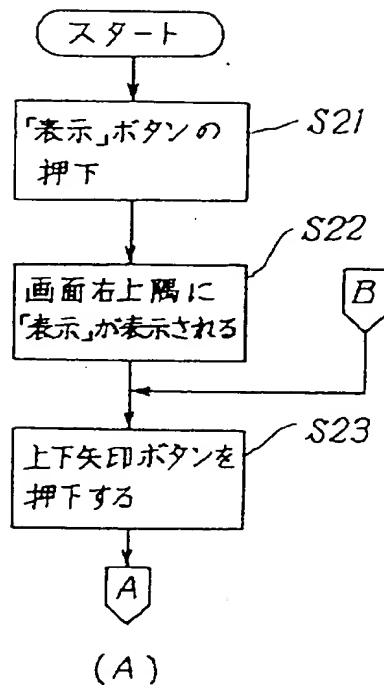 スタート
「表示」ボタンの
押下
S21
画面右上隅に
「表示」が表示される
S22
B
上下矢印ボタンを
押下する
S23
A
(A)